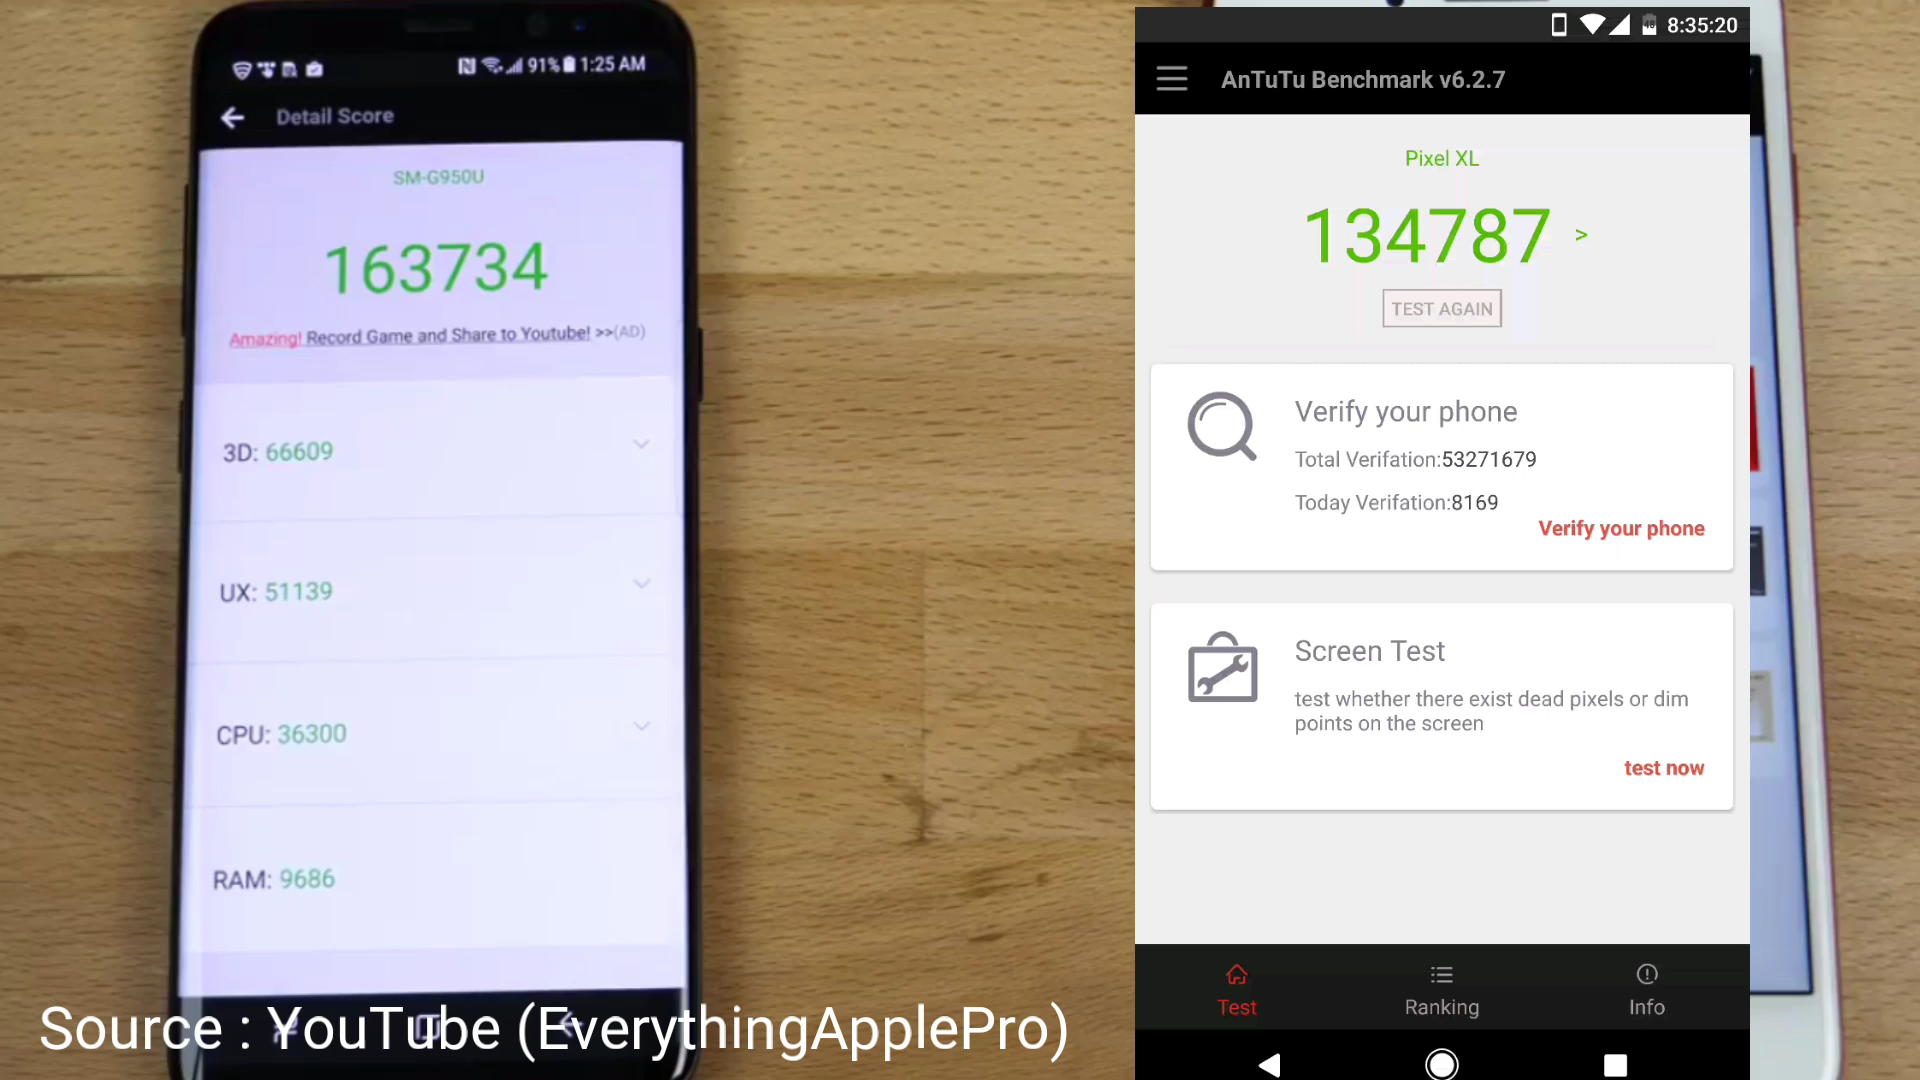 91% 1:25 AM
Detail Score
SM-G950U
163734
Amazing! Record Game and Share to Youtube! >>(AD)
3D: 66609
UX: 51139
CPU: 36300
RAM: 9686
Source : YouTube (EverythingApplePro)
8:35:20
AnTuTu Benchmark v6.2.7
Pixel XL
134787 >
TEST AGAIN
Verify your phone
Total Verifation:53271679
Today Verifation:8169
Verify your phone
Screen Test
test whether there exist dead pixels or dim
points on the screen
test now
Test
Ranking
Info